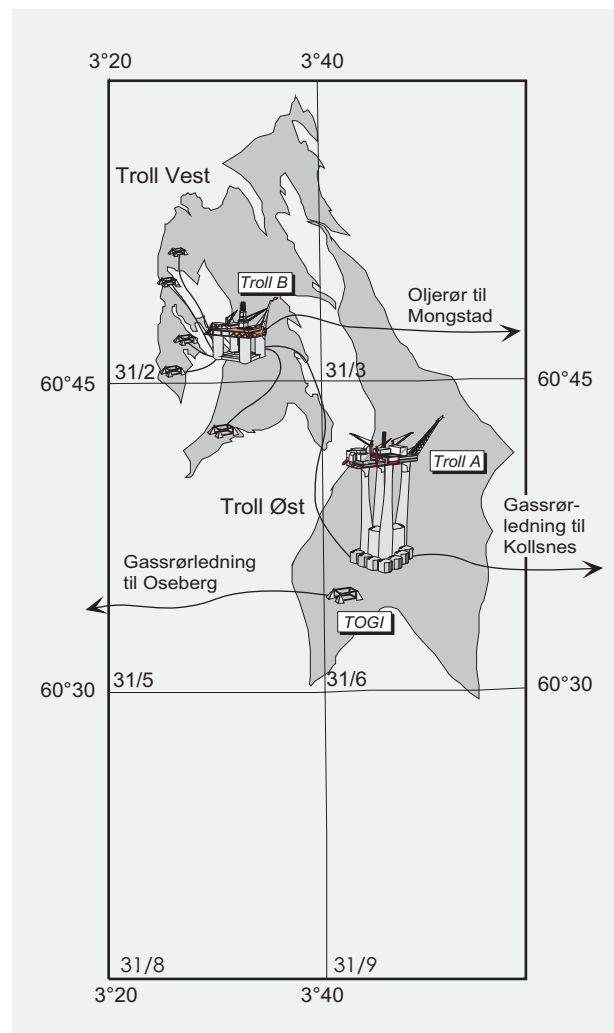 3°20
3°40
Troll Vest
Troll B
Oljerør til
Mongstad
31/2
31/3
60°45
60°45
Troll A
Troll Øst
Gassrør-
ledning til
Kollsnes
Gassrørledning
til Oseberg
TOGI
31/5
31/6
60°30
60°30
31/8
31/9
3°20
3°40